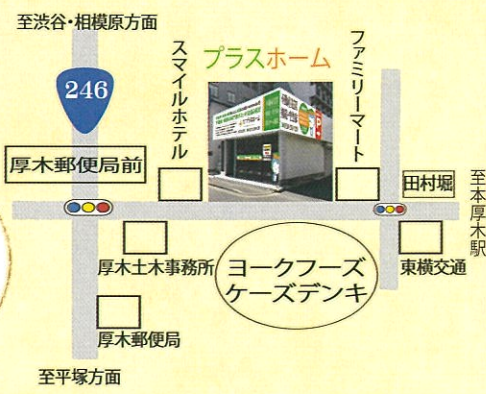 至渋谷・相模原方面
246
スマイルホテル
プラスホーム
ファミリーマート
厚木郵便局前
田村堀
至本厚木駅
厚木土木事務所
ヨークフーズ
ケーズデンキ
東横交通
厚木郵便局
至平塚方面